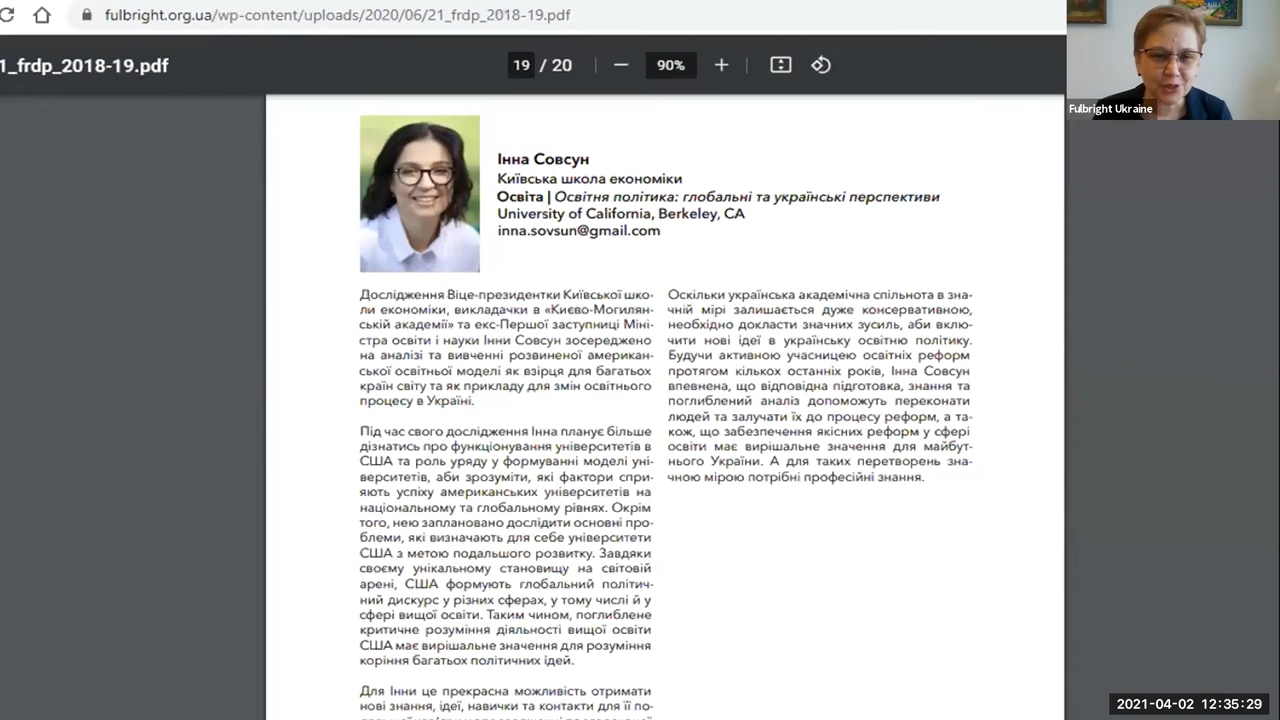 fulbright.org.ua/wp-content/uploads/2020/06/21_frdp_2018-19.pdf
1_frdp_2018-19.pdf
19 / 20
90%
Fulbright Ukraine
Інна Совсун
Київська школа економіки
Освіта | Освітня політика: глобальні та українські перспективи
University of California, Berkeley, CA
inna.sovsun@gmail.com
Дослідження Віце-президентки Київської шко-
ли економіки, викладачки в «Києво-Могилян-
ській академії» та екс-Першої заступниці Міні-
стра освіти і науки Інни Совсун зосереджено
на аналізі та вивченні розвиненої американ-
ської освітньої моделі як взірця для багатьох
країн світу та як прикладу для змін освітнього
процесу в Україні.
Під час свого дослідження Інна планує більше
дізнатись про функціонування університетів в
США та роль уряду у формуванні моделі уні-
верситетів, аби зрозуміти, які фактори спри-
яють успіху американських університетів на
національному та глобальному рівнях. Окрім
того, нею заплановано дослідити основні про-
блеми, які визначають для себе університети
США з метою подальшого розвитку. Завдяки
своєму унікальному становищу на світовій
арені, США формують глобальний політич-
ний дискурс у різних сферах, у тому числі й у
сфері вищої освіти. Таким чином, поглиблене
критичне розуміння діяльності вищої освіти
США має вирішальне значення для розуміння
коріння багатьох політичних ідей.
Для Інни це прекрасна можливість отримати
нові знання, ідеї, навички та контакти для її по-
Оскільки українська академічна спільнота в зна-
чній мірі залишається дуже консервативною,
необхідно докласти значних зусиль, аби вклю-
чити нові ідеї в українську освітню політику.
Будучи активною учасницею освітніх реформ
протягом кількох останніх років, Інна Совсун
впевнена, що відповідна підготовка, знання та
поглиблений аналіз допоможуть переконати
людей та залучати їх до процесу реформ, а та-
кож, що забезпечення якісних реформ у сфері
освіти має вирішальне значення для майбут-
нього України. А для таких перетворень зна-
чною мірою потрібні професійні знання.
2021-04-02 12:35:29